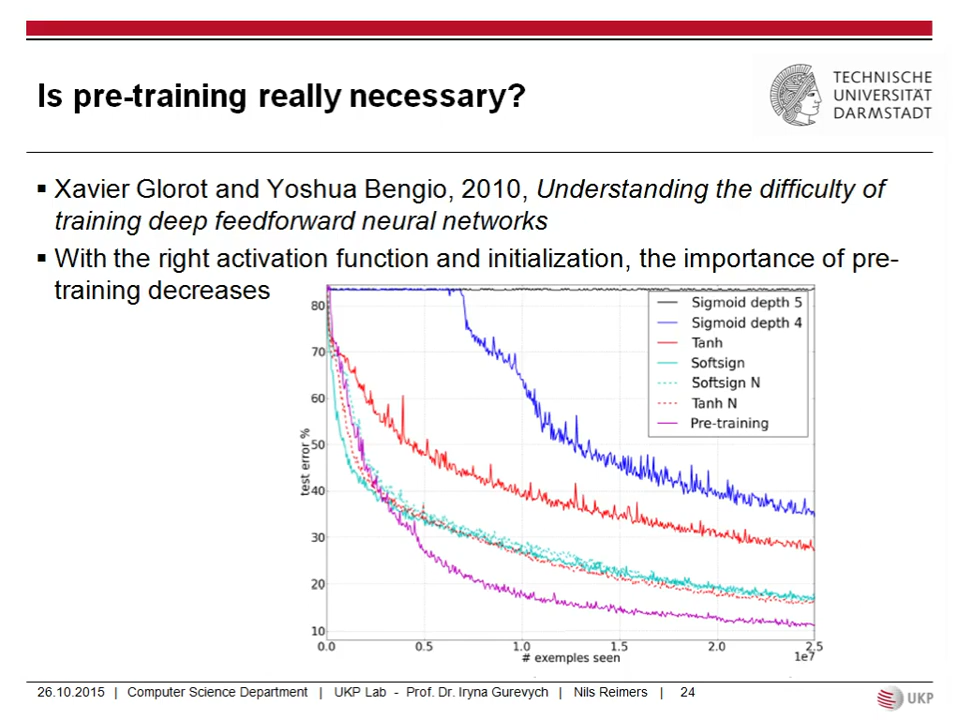 Is pre-training really necessary?
TECHNISCHE
UNIVERSITÄT
DARMSTADT
▪ Xavier Glorot and Yoshua Bengio, 2010, Understanding the difficulty of
training deep feedforward neural networks
▪ With the right activation function and initialization, the importance of pre-
training decreases
Sigmoid depth 5
Sigmoid depth 4
Tanh
Softsign
Softsign N
Tanh N
Pre-training
test error %
80
70
60
50
40
30
20
10
0.0 0.5 1.0 1.5 2.0 2.5
# exemples seen
1e7
26.10.2015 | Computer Science Department | UKP Lab - Prof. Dr. Iryna Gurevych | Nils Reimers | 24
UKP